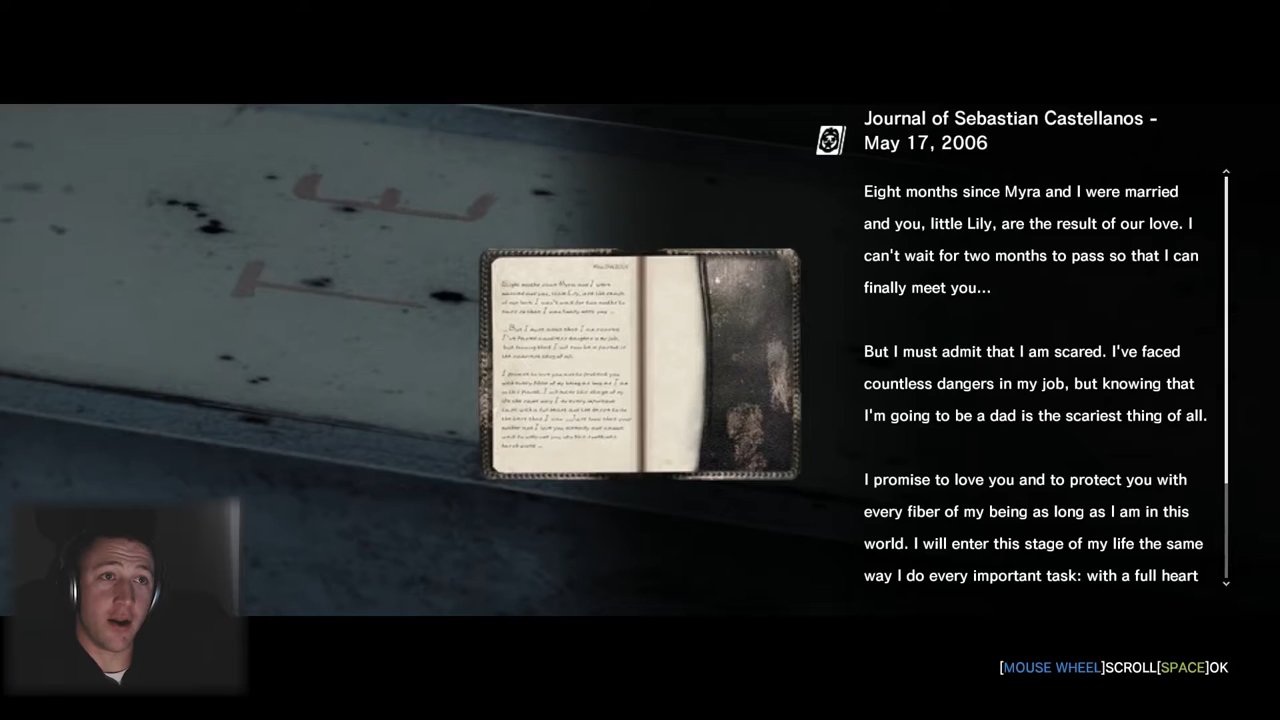 Journal of Sebastian Castellanos -
May 17, 2006
Eight months since Myra and I were married
and you, little Lily, are the result of our love. I
can't wait for two months to pass so that I can
finally meet you...
But I must admit that I am scared. I've faced
countless dangers in my job, but knowing that
I'm going to be a dad is the scariest thing of all.
I promise to love you and to protect you with
every fiber of my being as long as I am in this
world. I will enter this stage of my life the same
way I do every important task: with a full heart
[MOUSE WHEEL]SCROLL[SPACE]OK